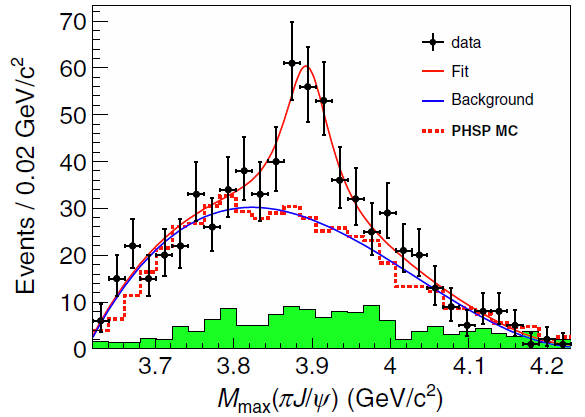 70
60
50
40
30
20
10
0
Events / 0.02 GeV/c²
data
Fit
Background
PHSP MC
3.7 3.8 3.9 4 4.1 4.2
M_max(πJ/ψ) (GeV/c²)